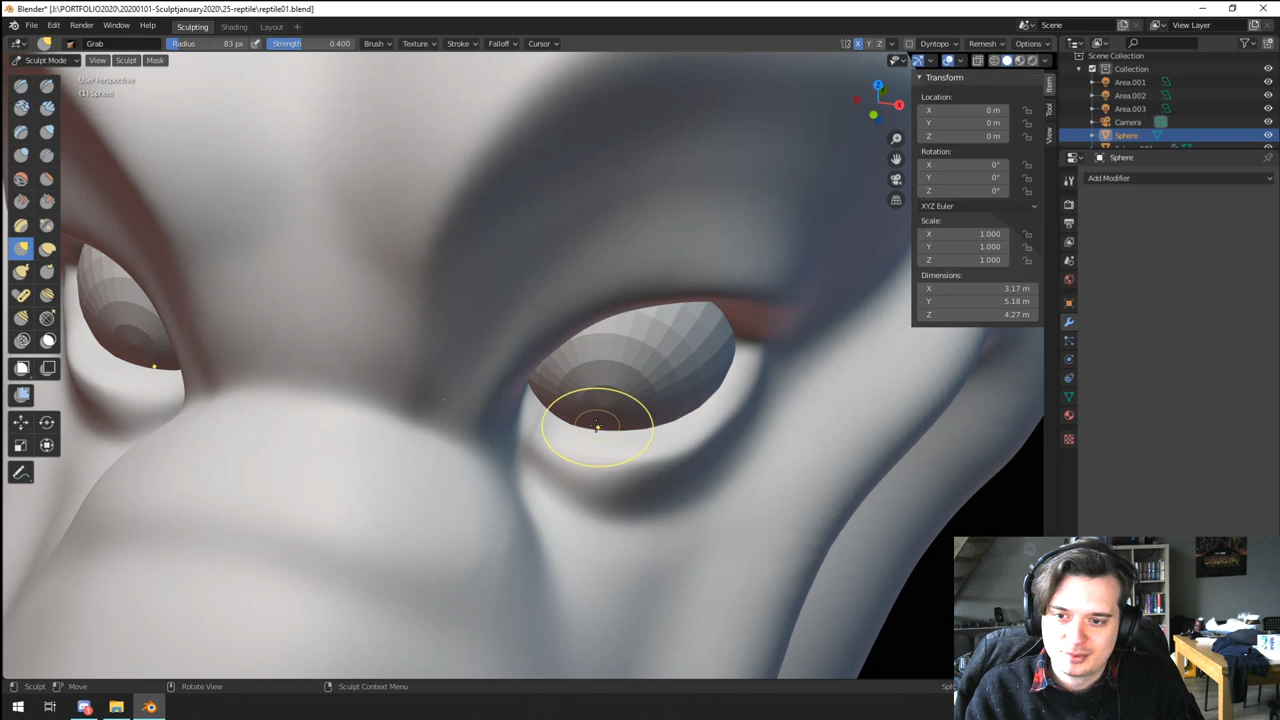 Blender* [J:\PORTFOLIO2020\20200101-Sculptjanuary2020\25-reptile\reptile01.blend]
File Edit Render Window Help Sculpting Shading Layout + Scene View Layer
Grab Radius 83 px Strength 0.400 Brush Texture Stroke Falloff Cursor X Y Z Dyntopo Remesh Options
Sculpt Mode View Sculpt Mask
User Perspective
(1) Sphere
Z
X
Transform
Location:
X 0 m
Y 0 m
Z 0 m
Rotation:
X 0°
Y 0°
Z 0°
XYZ Euler
Scale:
X 1.000
Y 1.000
Z 1.000
Dimensions:
X 3.17 m
Y 5.18 m
Z 4.27 m
Item
Tool
View
Scene Collection
Collection
Area.001
Area.002
Area.003
Camera
Sphere
Sphere
Add Modifier
Sculpt Move Rotate View Sculpt Context Menu